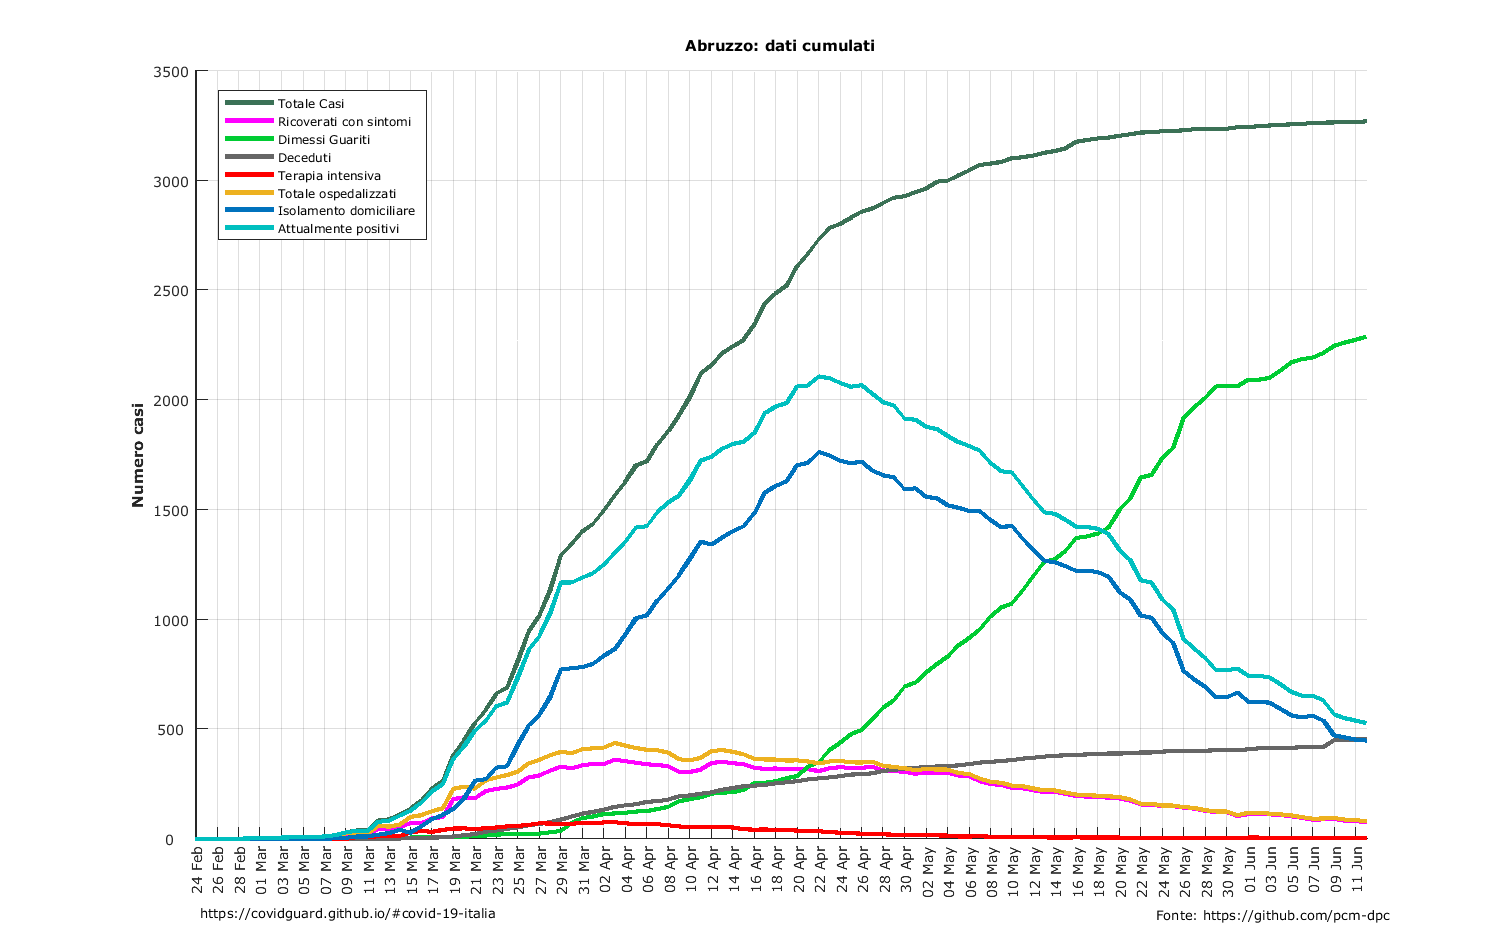 Abruzzo: dati cumulati
3500
3000
2500
2000
1500
1000
500
0
Numero casi
Totale Casi
Ricoverati con sintomi
Dimessi Guariti
Deceduti
Terapia intensiva
Totale ospedalizzati
Isolamento domiciliare
Attualmente positivi
24 Feb
26 Feb
28 Feb
01 Mar
03 Mar
05 Mar
07 Mar
09 Mar
11 Mar
13 Mar
15 Mar
17 Mar
19 Mar
21 Mar
23 Mar
25 Mar
27 Mar
29 Mar
31 Mar
02 Apr
04 Apr
06 Apr
08 Apr
10 Apr
12 Apr
14 Apr
16 Apr
18 Apr
20 Apr
22 Apr
24 Apr
26 Apr
28 Apr
30 Apr
02 May
04 May
06 May
08 May
10 May
12 May
14 May
16 May
18 May
20 May
22 May
24 May
26 May
28 May
30 May
01 Jun
03 Jun
05 Jun
07 Jun
09 Jun
11 Jun
https://covidguard.github.io/#covid-19-italia
Fonte: https://github.com/pcm-dpc